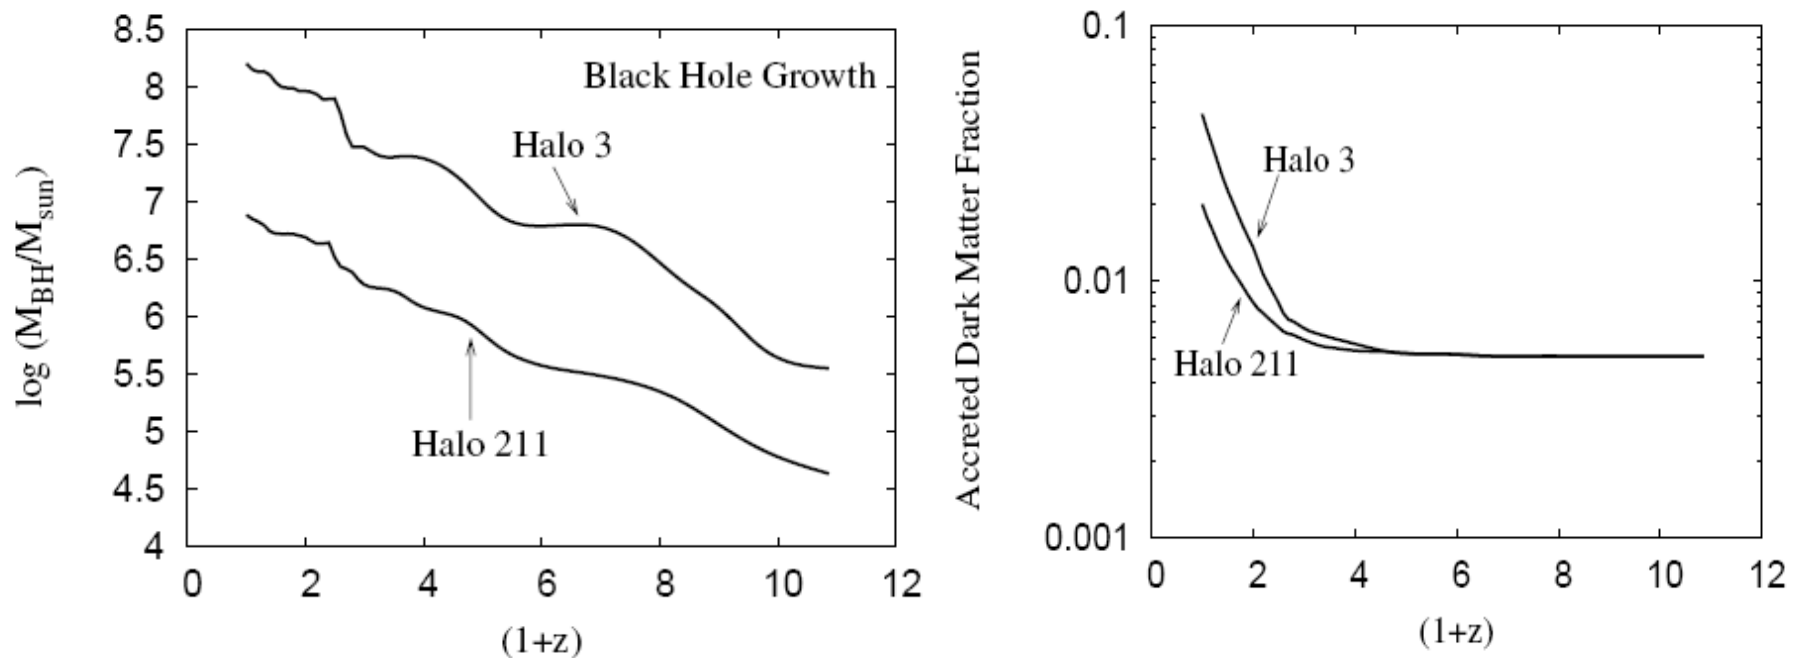 log (M_BH/M_sun)
8.5
8
7.5
7
6.5
6
5.5
5
4.5
4
Black Hole Growth
Halo 3
Halo 211
0 2 4 6 8 10 12
(1+z)
Accreted Dark Matter Fraction
0.1
0.01
0.001
Halo 3
Halo 211
0 2 4 6 8 10 12
(1+z)